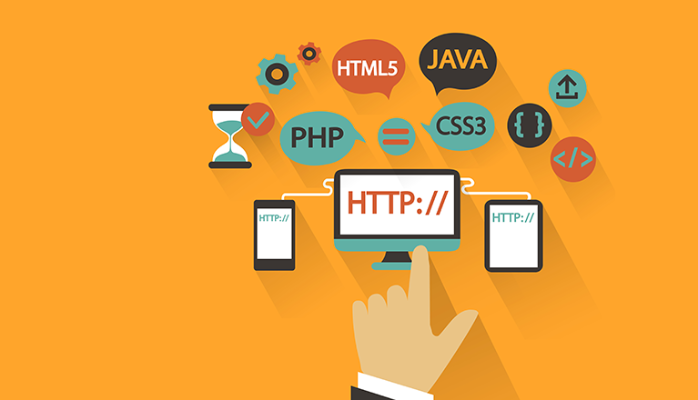 HTML5
JAVA
PHP
=
CSS3
{ }
</>
HTTP://
HTTP://
HTTP://